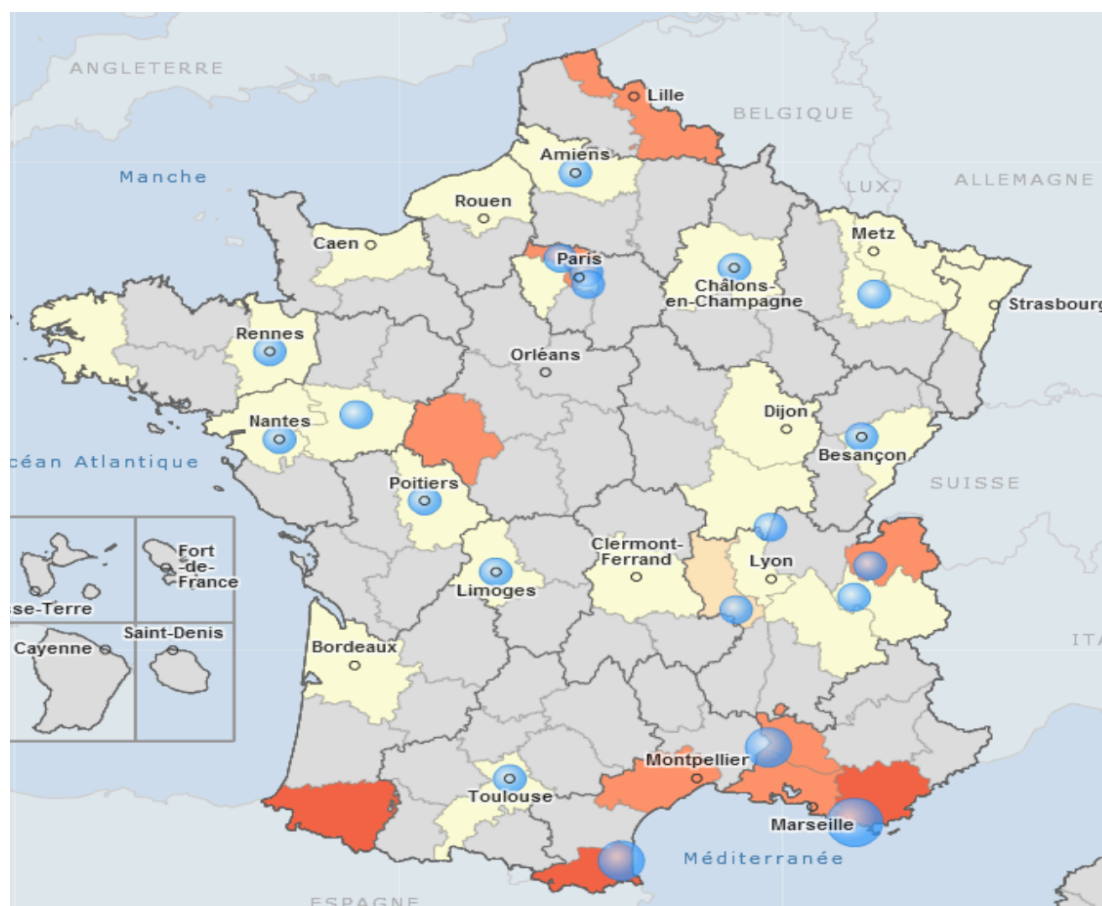 ANGLETERRE
Lille
BELGIQUE
Amiens
Manche
LUX.
ALLEMAGNE
Rouen
Metz
Caen
Paris
Châlons-
en-Champagne
Strasbourg
Rennes
Orléans
Nantes
Dijon
céan Atlantique
Besançon
Poitiers
SUISSE
Clermont-
Ferrand
Lyon
Limoges
Fort
-de-
France
sse-Terre
Saint-Denis
Cayenne
Bordeaux
ITA
Montpellier
Toulouse
Marseille
Méditerranée
ESPAGNE